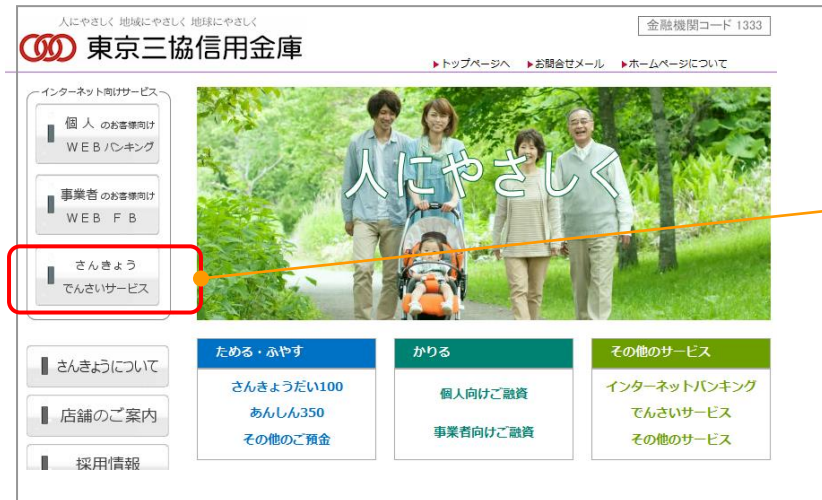 人にやさしく 地域にやさしく 地球にやさしく
東京三協信用金庫
金融機関コード 1333
▶トップページへ ▶お問合せメール ▶ホームページについて
インターネット向けサービス
個人 のお客様向け
WEBバンキング
事業者 のお客様向け
WEB FB
さんきょう
でんさいサービス
人にやさしく
さんきょうについて
店舗のご案内
採用情報
ためる・ふやす
さんきょうだい100
あんしん350
その他のご預金
かりる
個人向けご融資
事業者向けご融資
その他のサービス
インターネットバンキング
でんさいサービス
その他のサービス